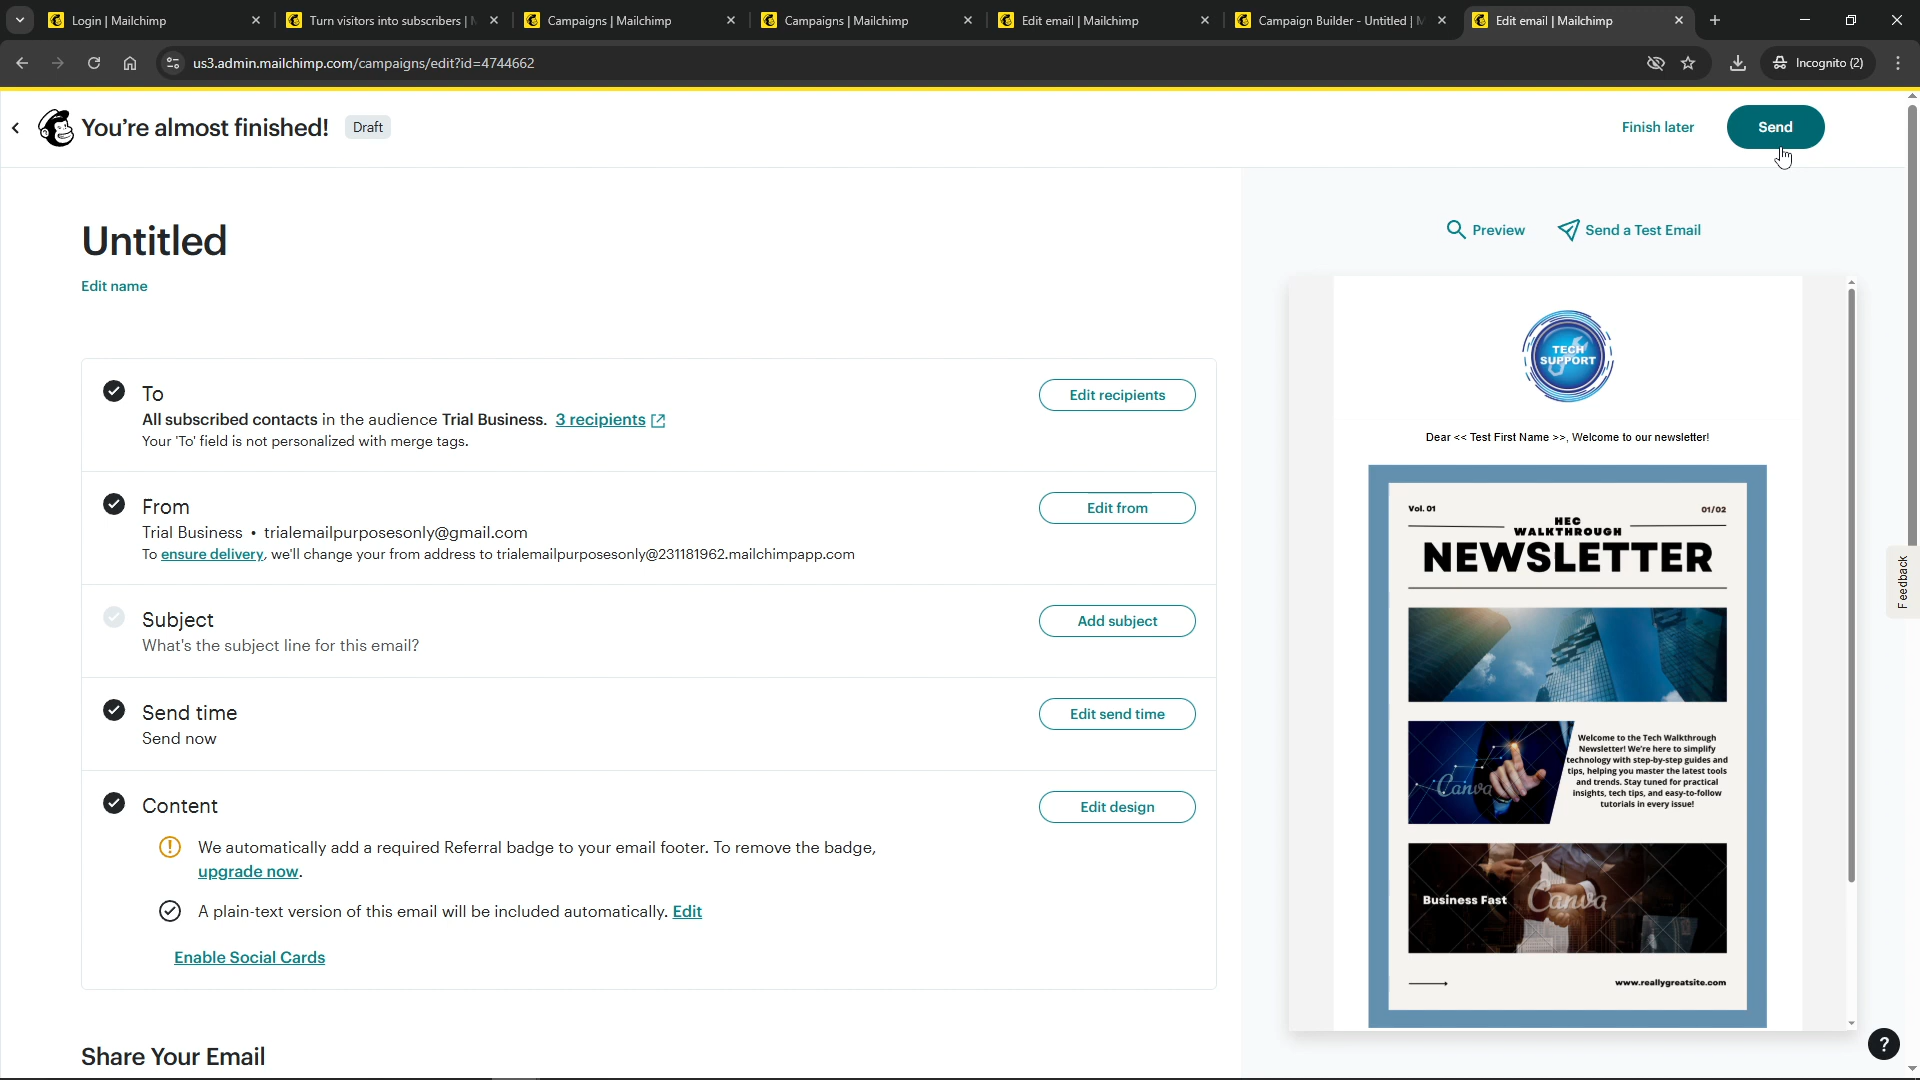 Login | Mailchimp
Turn visitors into subscribers |
Campaigns | Mailchimp
Campaigns | Mailchimp
Edit email | Mailchimp
Campaign Builder - Untitled |
Edit email | Mailchimp
us3.admin.mailchimp.com/campaigns/edit?id=4744662
Incognito (2)
You're almost finished!
Draft
Finish later
Send
Untitled
Edit name
Preview
Send a Test Email
To
All subscribed contacts in the audience Trial Business. 3 recipients
Your 'To' field is not personalized with merge tags.
Edit recipients
From
Trial Business • trialemailpurposesonly@gmail.com
To ensure delivery, we'll change your from address to trialemailpurposesonly@231181962.mailchimpapp.com
Edit from
Subject
What's the subject line for this email?
Add subject
Send time
Send now
Edit send time
Content
Edit design
We automatically add a required Referral badge to your email footer. To remove the badge,
upgrade now.
A plain-text version of this email will be included automatically. Edit
Enable Social Cards
Share Your Email
TECH
SUPPORT
Dear << Test First Name >>, Welcome to our newsletter!
Vol. 01
01/02
HEC
WALKTHROUGH
NEWSLETTER
Canva
Welcome to the Tech Walkthrough
Newsletter! We're here to simplify
technology with step-by-step guides and
tips, helping you master the latest tools
and trends. Stay tuned for practical
insights, tech tips, and easy-to-follow
tutorials in every issue!
Business Fast
Canva
www.reallygreatsite.com
Feedback
?